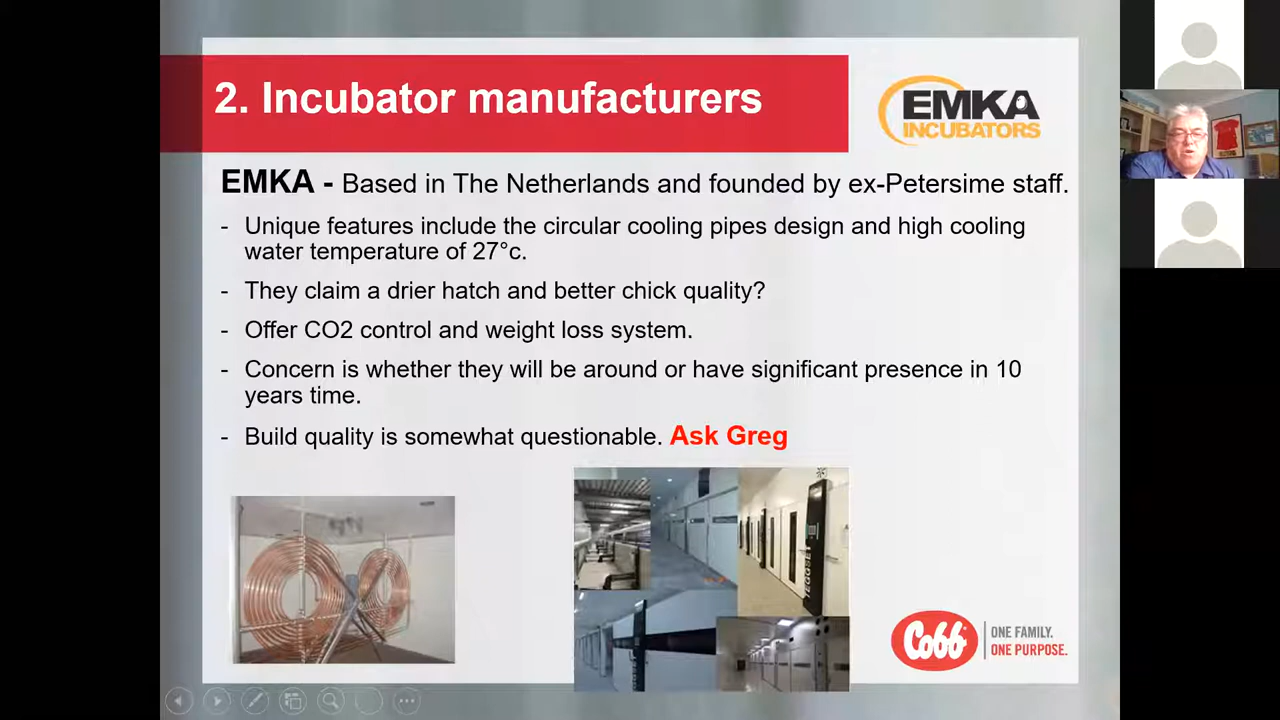 2. Incubator manufacturers
EMKA
INCUBATORS
EMKA - Based in The Netherlands and founded by ex-Petersime staff.
- Unique features include the circular cooling pipes design and high cooling
water temperature of 27°c.
- They claim a drier hatch and better chick quality?
- Offer CO2 control and weight loss system.
- Concern is whether they will be around or have significant presence in 10
years time.
- Build quality is somewhat questionable. Ask Greg
Cobb
ONE FAMILY.
ONE PURPOSE.